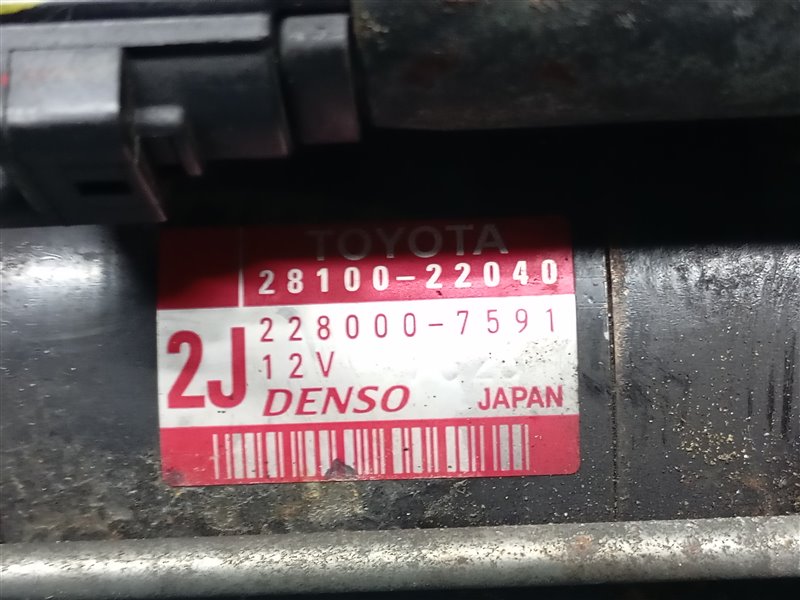 TOYOTA
28100-22040
2J
228000-7591
12V
DENSO JAPAN